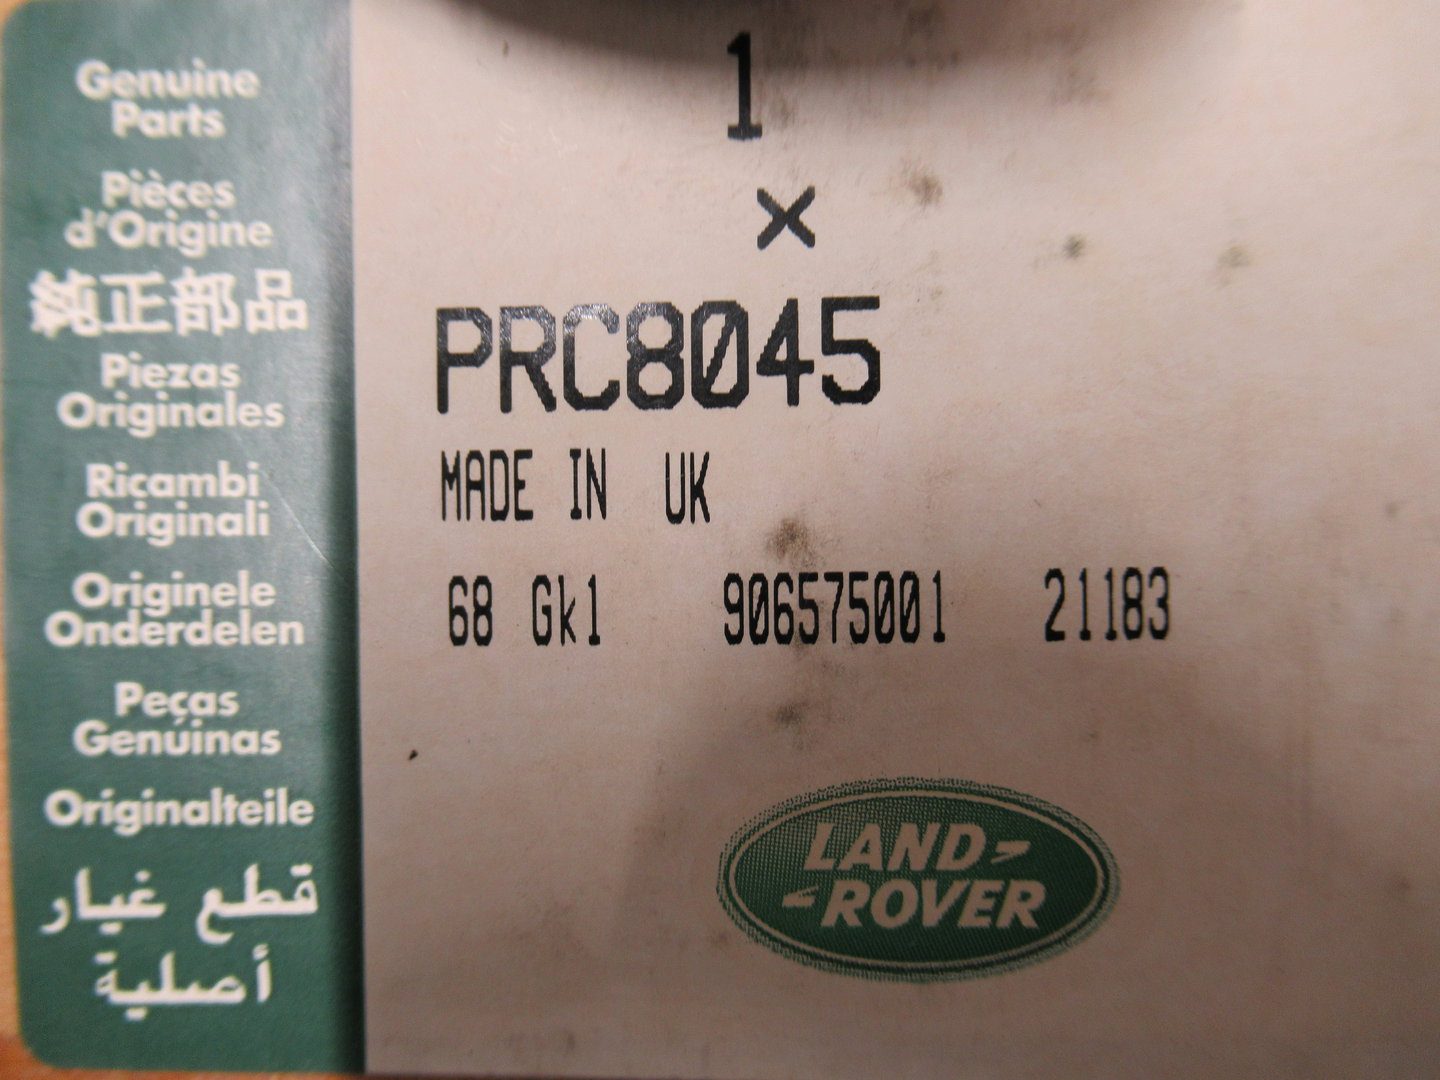 Genuine
Parts
Pièces
d'Origine
純正部品
Piezas
Originales
Ricambi
Originali
Originele
Onderdelen
Peças
Genúinas
Originalteile
قطع غيار
أصلية
1
×
PRC8045
MADE IN UK
68 Gk1 906575001 21183
LAND
ROVER